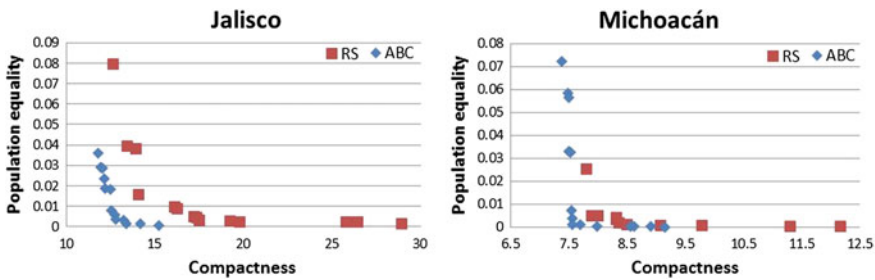 Jalisco
Population equality
0.09
0.08
0.07
0.06
0.05
0.04
0.03
0.02
0.01
0
RS ABC
10 15 20 25 30
Compactness
Michoacán
Population equality
0.08
0.07
0.06
0.05
0.04
0.03
0.02
0.01
0
RS ABC
6.5 7.5 8.5 9.5 10.5 11.5 12.5
Compactness